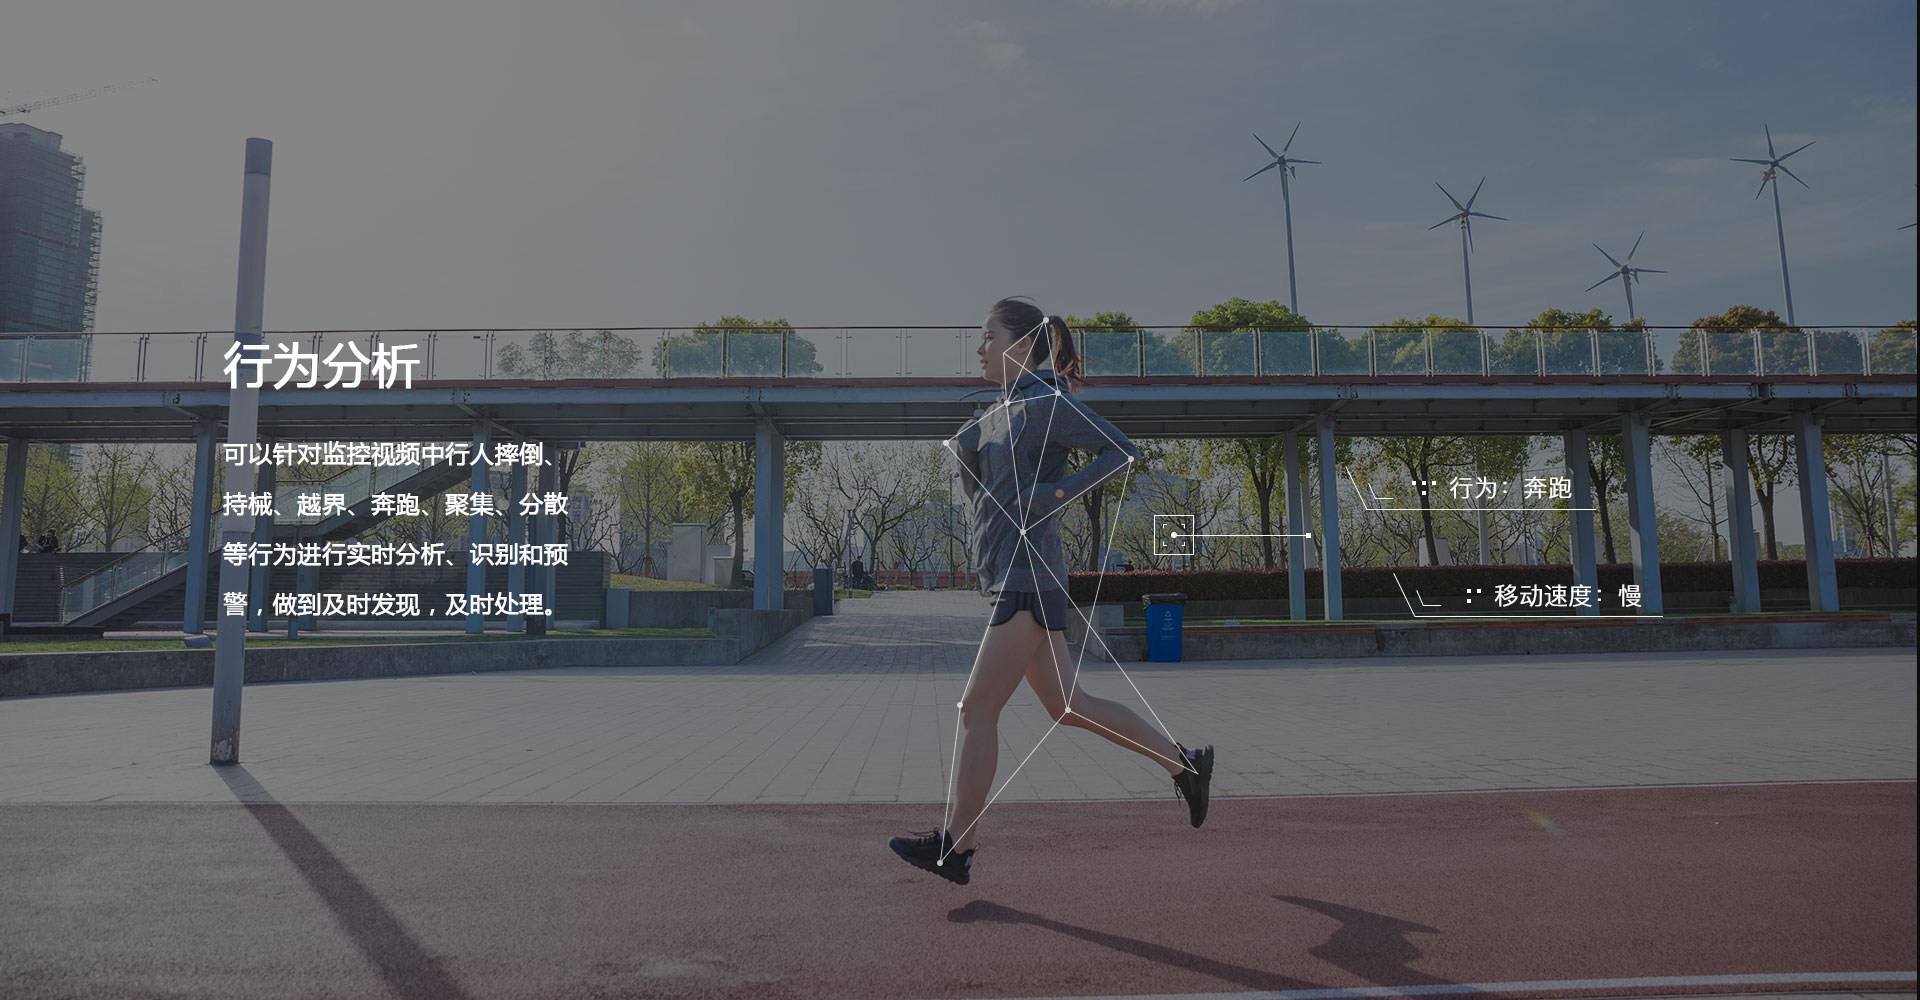 行为分析
可以针对监控视频中行人摔倒、
持械、越界、奔跑、聚集、分散
等行为进行实时分析、识别和预
警，做到及时发现，及时处理。
行为：奔跑
移动速度：慢